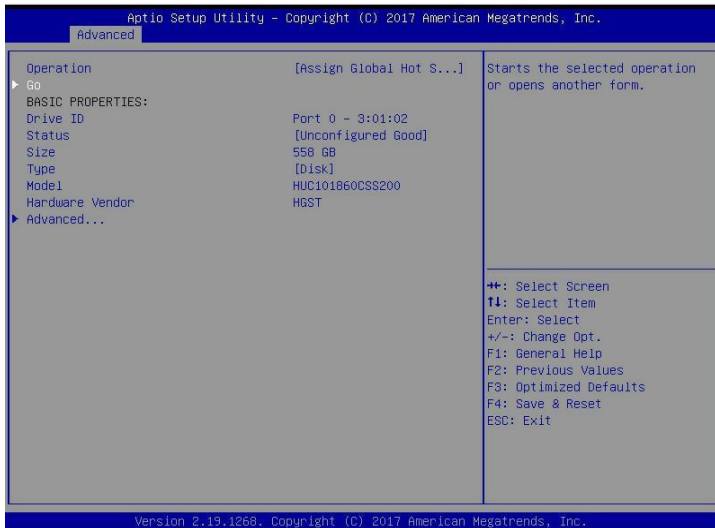 Aptio Setup Utility – Copyright (C) 2017 American Megatrends, Inc.
Advanced
Operation [Assign Global Hot S...]
Go
BASIC PROPERTIES:
Drive ID Port 0 - 3:01:02
Status [Unconfigured Good]
Size 558 GB
Type [Disk]
Model HUC101860CSS200
Hardware Vendor HGST
Advanced...
Starts the selected operation
or opens another form.
→←: Select Screen
↑↓: Select Item
Enter: Select
+/-: Change Opt.
F1: General Help
F2: Previous Values
F3: Optimized Defaults
F4: Save & Reset
ESC: Exit
Version 2.19.1268. Copyright (C) 2017 American Megatrends, Inc.